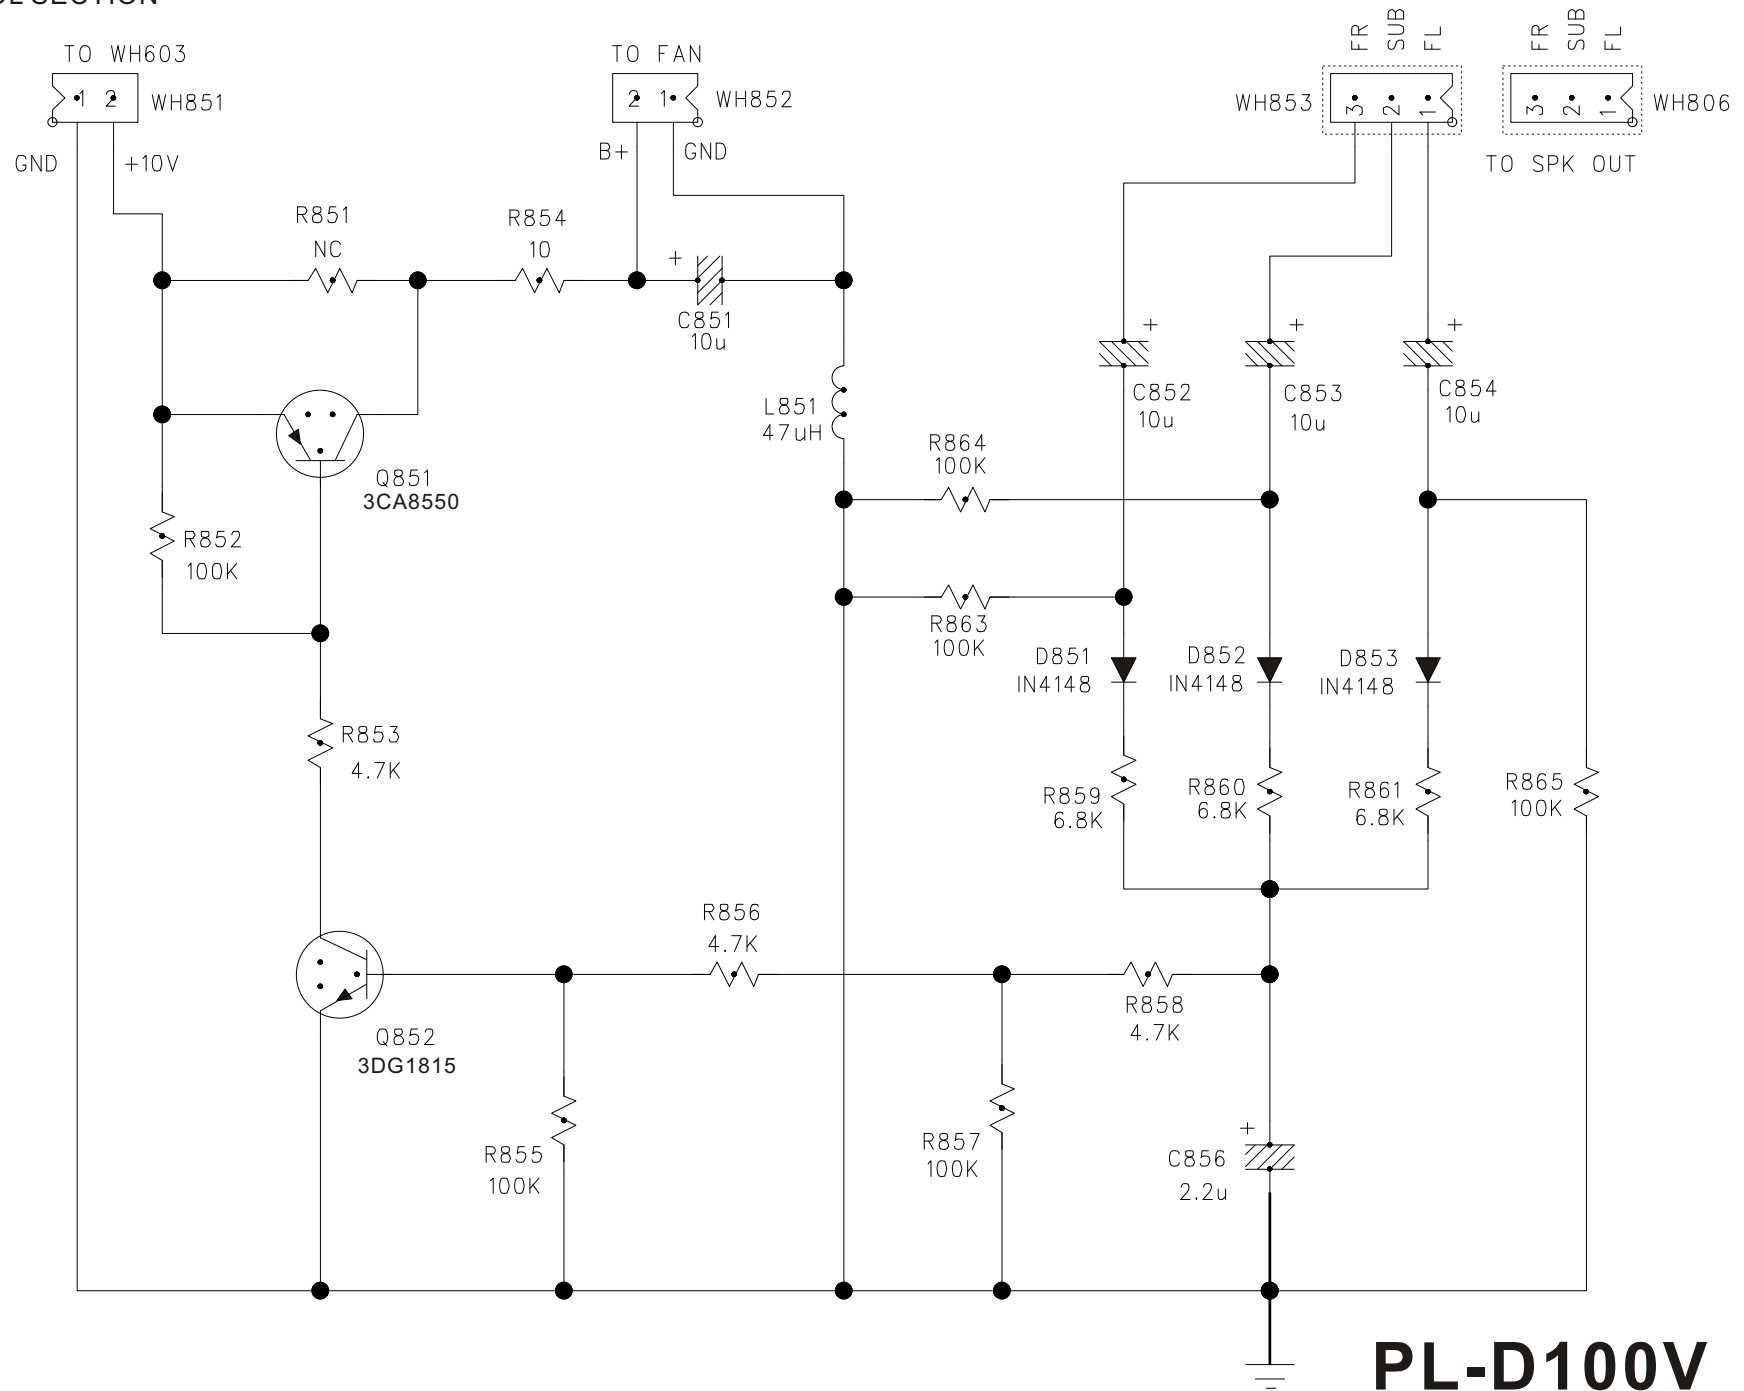 TO WH603
1 2
WH851
GND
+10V
TO FAN
2 1
WH852
B+
GND
FR
SUB
FL
WH853
3
2
1
FR
SUB
FL
3
2
1
WH806
TO SPK OUT
R851
NC
R854
10
+
C851
10u
+
C852
10u
+
C853
10u
+
C854
10u
L851
47uH
Q851
3CA8550
R864
100K
R852
100K
R863
100K
D851
IN4148
D852
IN4148
D853
IN4148
R853
4.7K
R859
6.8K
R860
6.8K
R861
6.8K
R865
100K
R856
4.7K
R858
4.7K
Q852
3DG1815
R855
100K
R857
100K
+
C856
2.2u
PL-D100V